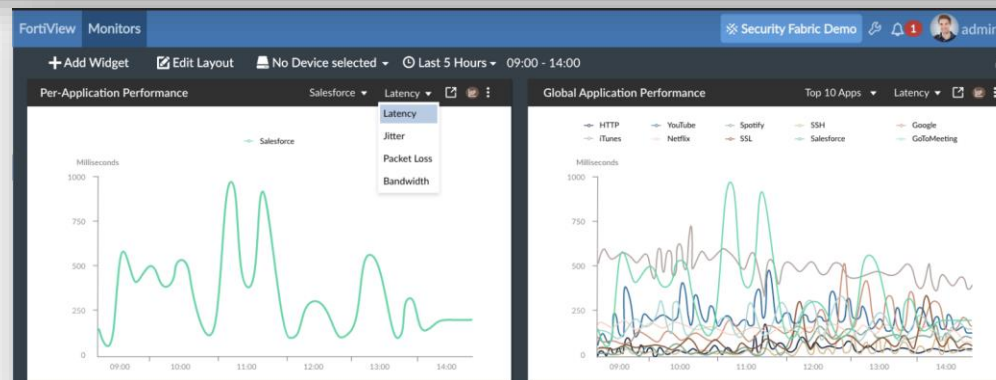 FortiView Monitors Security Fabric Demo 1 admin
Add Widget Edit Layout No Device selected Last 5 Hours 09:00 - 14:00
Per-Application Performance Salesforce Latency
Latency
Jitter
Packet Loss
Bandwidth
Salesforce
Milliseconds
1000
750
500
250
0
09:00 10:00 11:00 12:00 13:00 14:00
Global Application Performance Top 10 Apps Latency
HTTP YouTube Spotify SSH Google
iTunes Netflix SSL Salesforce GoToMeeting
Milliseconds
1000
750
500
250
0
09:00 10:00 11:00 12:00 13:00 14:00